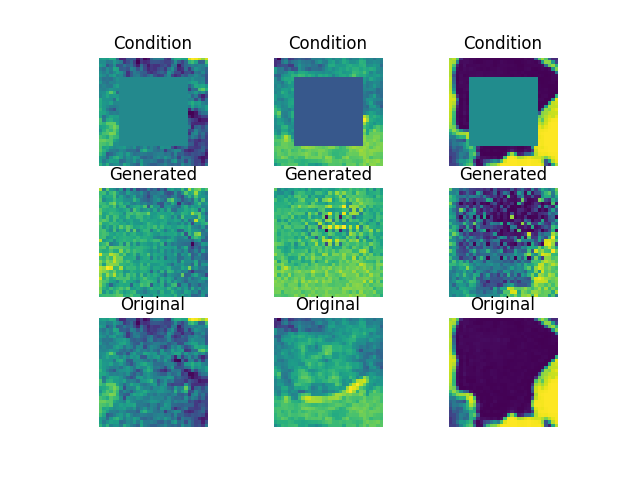 Condition Condition Condition
Generated Generated Generated
Original Original Original